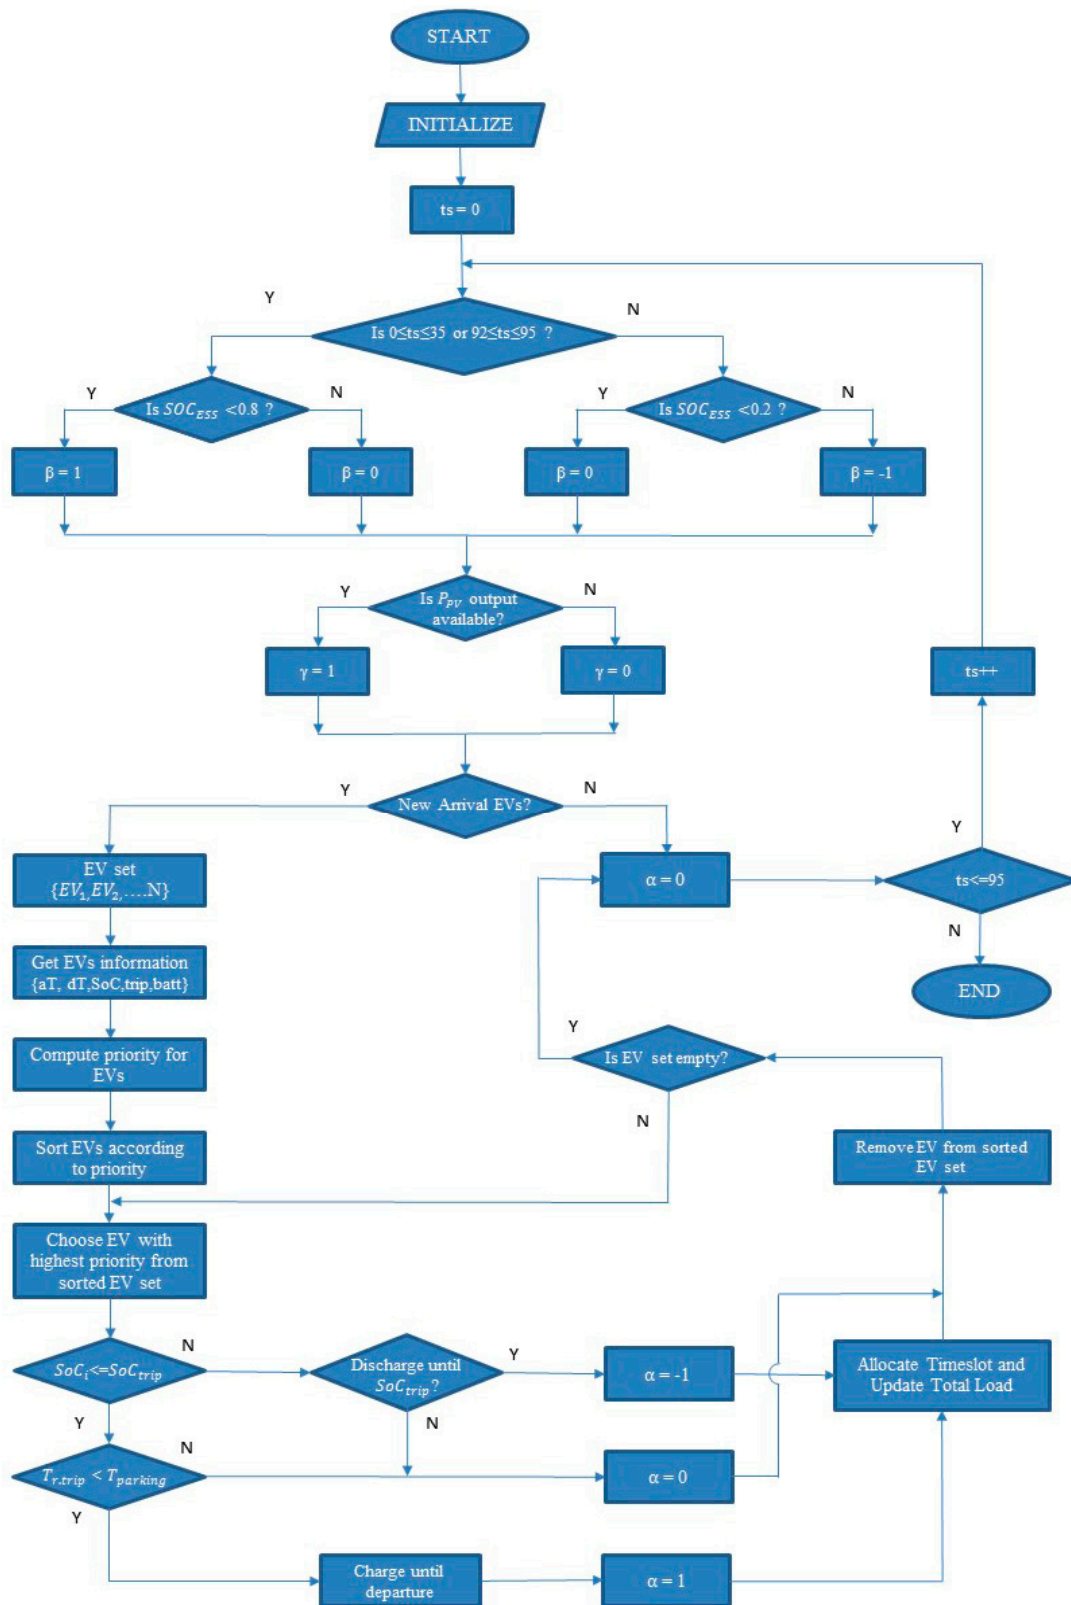 START
INITIALIZE
ts = 0
Y
N
Is 0≤ts≤35 or 92≤ts≤95 ?
Y
N
Y
N
Is SOC_ESS <0.8 ?
Is SOC_ESS <0.2 ?
β = 1
β = 0
β = 0
β = -1
Y
N
Is P_PV output
available?
γ = 1
γ = 0
ts++
Y
N
New Arrival EVs?
Y
EV set
{EV₁,EV₂,….N}
α = 0
ts<=95
N
Get EVs information
{aT, dT,SoC,trip,batt}
END
Y
Compute priority for
EVs
Is EV set empty?
N
Sort EVs according
to priority
Remove EV from sorted
EV set
Choose EV with
highest priority from
sorted EV set
N
Y
SoC_i<=SoC_trip
Discharge until
SoC_trip?
α = -1
Allocate Timeslot and
Update Total Load
Y
N
N
T_r.trip < T_parking
α = 0
Y
Charge until
departure
α = 1